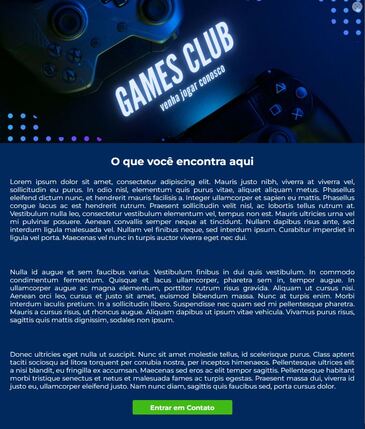 GAMES CLUB
venha jogar conosco
O que você encontra aqui
Lorem ipsum dolor sit amet, consectetur adipiscing elit. Mauris justo nibh, viverra at viverra vel,
sollicitudin eu purus. In odio nisl, elementum quis purus vitae, aliquet aliquam metus. Phasellus
eleifend dictum nunc, et hendrerit mauris facilisis a. Integer ullamcorper et sapien eu mattis. Phasellus
congue lacus ac est hendrerit rutrum. Praesent sollicitudin velit nisl, ac lobortis tellus rutrum at.
Vestibulum nulla leo, consectetur vestibulum elementum vel, tempus non est. Mauris ultricies urna vel
mi pulvinar posuere. Aenean convallis semper neque at tincidunt. Nullam dapibus risus ante, sed
interdum ligula malesuada vel. Nullam vel finibus neque, sed interdum ipsum. Curabitur imperdiet in
ligula vel porta. Maecenas vel nunc in turpis auctor viverra eget nec dui.
Nulla id augue et sem faucibus varius. Vestibulum finibus in dui quis vestibulum. In commodo
condimentum fermentum. Quisque et lacus ullamcorper, pharetra sem in, tempor augue. In
ullamcorper augue ac magna elementum, porttitor rutrum risus gravida. Aliquam ut cursus nisi.
Aenean orci leo, cursus et justo sit amet, euismod bibendum massa. Nunc at turpis enim. Morbi
interdum iaculis pretium. In a sollicitudin libero. Suspendisse nec quam sed mi pellentesque pharetra.
Mauris a cursus risus, ut rhoncus augue. Aliquam dapibus ut ipsum vitae vehicula. Vivamus purus risus,
sagittis quis mattis dignissim, sodales non ipsum.
Donec ultricies eget nulla ut suscipit. Nunc sit amet molestie tellus, id scelerisque purus. Class aptent
taciti sociosqu ad litora torquent per conubia nostra, per inceptos himenaeos. Pellentesque ultrices elit
a nisi blandit, eu fringilla ex accumsan. Maecenas sed eros ac elit tempor sagittis. Pellentesque habitant
morbi tristique senectus et netus et malesuada fames ac turpis egestas. Praesent massa dui, viverra id
justo eu, ullamcorper eleifend justo. Nam nunc diam, sagittis quis faucibus sed, porta cursus dolor.
Entrar em Contato